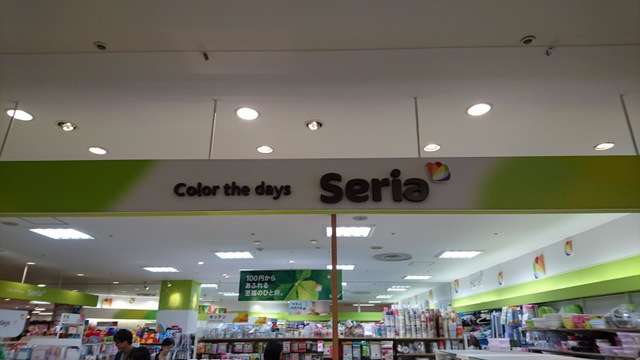 Color the days Seria
100円から
あふれる
至福のひと時。
days